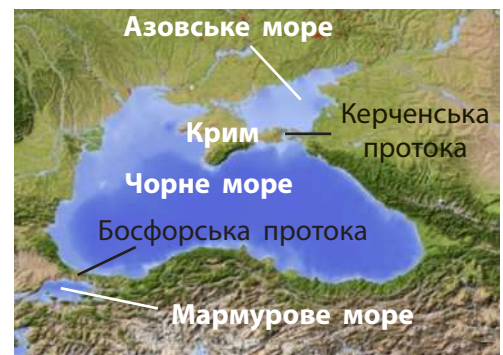 Азовське море
Керченська
протока
Крим
Чорне море
Босфорська протока
Мармурове море